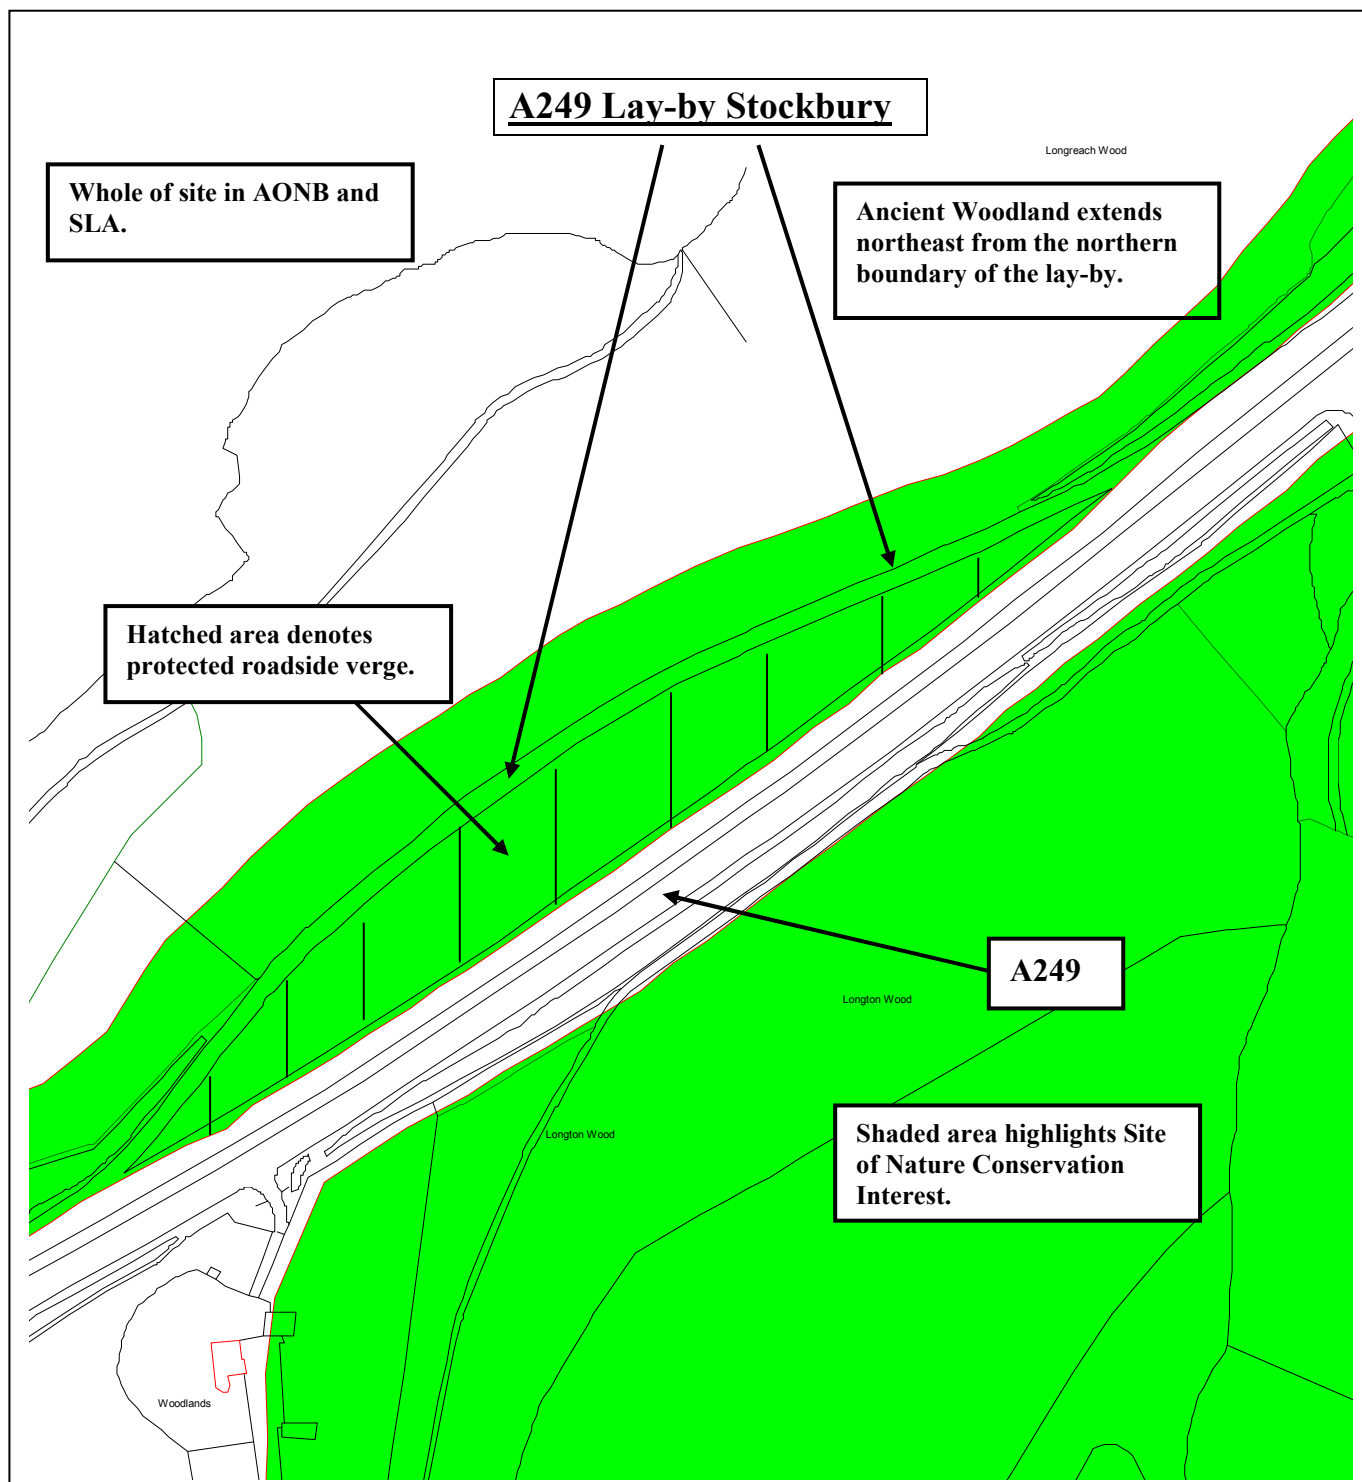 A249 Lay-by Stockbury
Longreach Wood
Whole of site in AONB and
SLA.
Ancient Woodland extends
northeast from the northern
boundary of the lay-by.
Hatched area denotes
protected roadside verge.
A249
Longton Wood
Shaded area highlights Site
of Nature Conservation
Interest.
Longton Wood
Woodlands